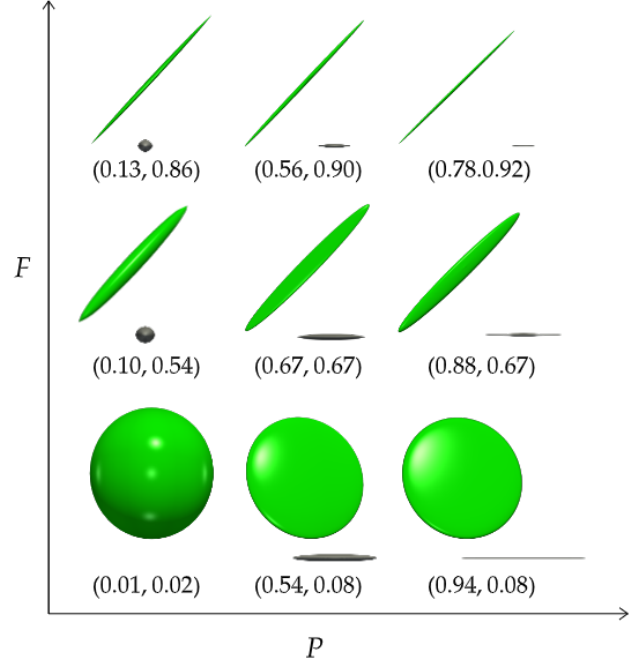 (0.13, 0.86) (0.56, 0.90) (0.78.0.92)
F
(0.10, 0.54) (0.67, 0.67) (0.88, 0.67)
(0.01, 0.02) (0.54, 0.08) (0.94, 0.08)
P